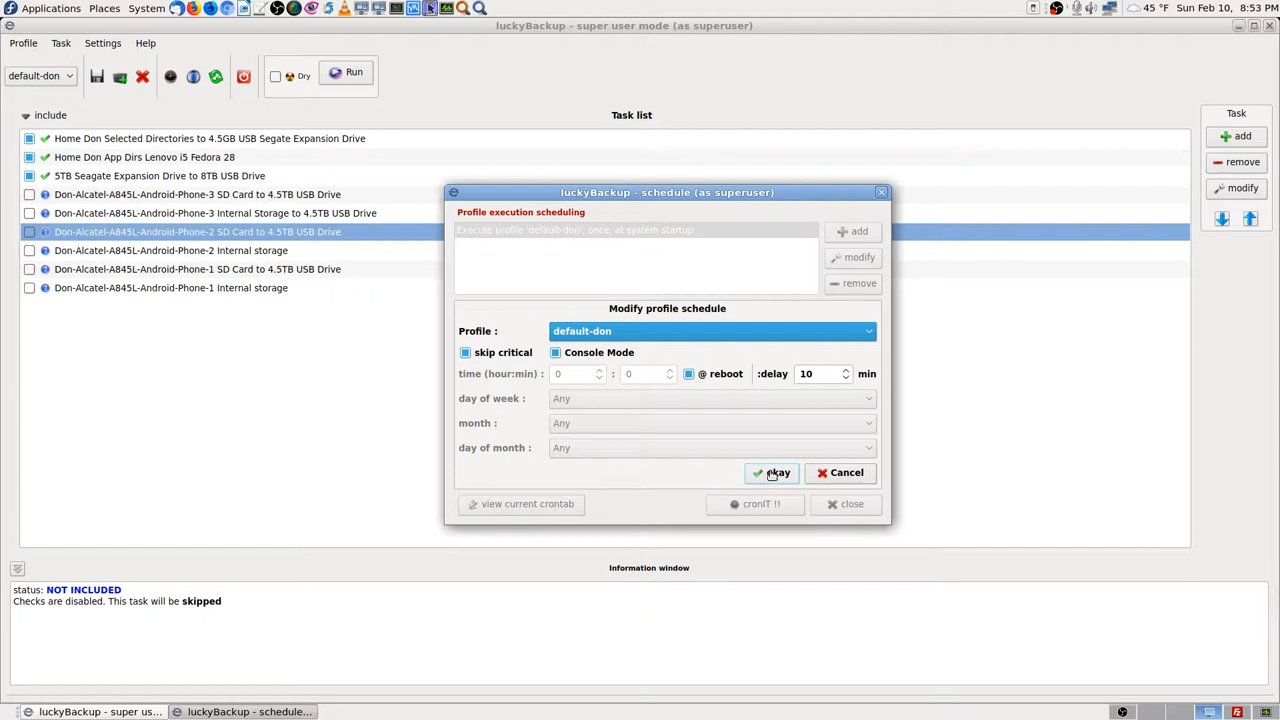 Applications Places System 45 °F Sun Feb 10, 8:53 PM
luckyBackup - super user mode (as superuser)
Profile Task Settings Help
default-don Dry Run
include Task list
Task
Home Don Selected Directories to 4.5GB USB Segate Expansion Drive
add
Home Don App Dirs Lenovo i5 Fedora 28
remove
5TB Seagate Expansion Drive to 8TB USB Drive
modify
Don-Alcatel-A845L-Android-Phone-3 SD Card to 4.5TB USB Drive
Don-Alcatel-A845L-Android-Phone-3 Internal Storage to 4.5TB USB Drive
Don-Alcatel-A845L-Android-Phone-2 SD Card to 4.5TB USB Drive
Don-Alcatel-A845L-Android-Phone-2 Internal storage
Don-Alcatel-A845L-Android-Phone-1 SD Card to 4.5TB USB Drive
Don-Alcatel-A845L-Android-Phone-1 Internal storage
luckyBackup - schedule (as superuser)
Profile execution scheduling
Execute profile 'default-don', once, at system startup
add
modify
remove
Modify profile schedule
Profile : default-don
skip critical Console Mode
time (hour:min) : 0 : 0 @ reboot :delay 10 min
day of week : Any
month : Any
day of month : Any
okay Cancel
view current crontab cronIT !! close
Information window
status: NOT INCLUDED
Checks are disabled. This task will be skipped
luckyBackup - super us... luckyBackup - schedule...